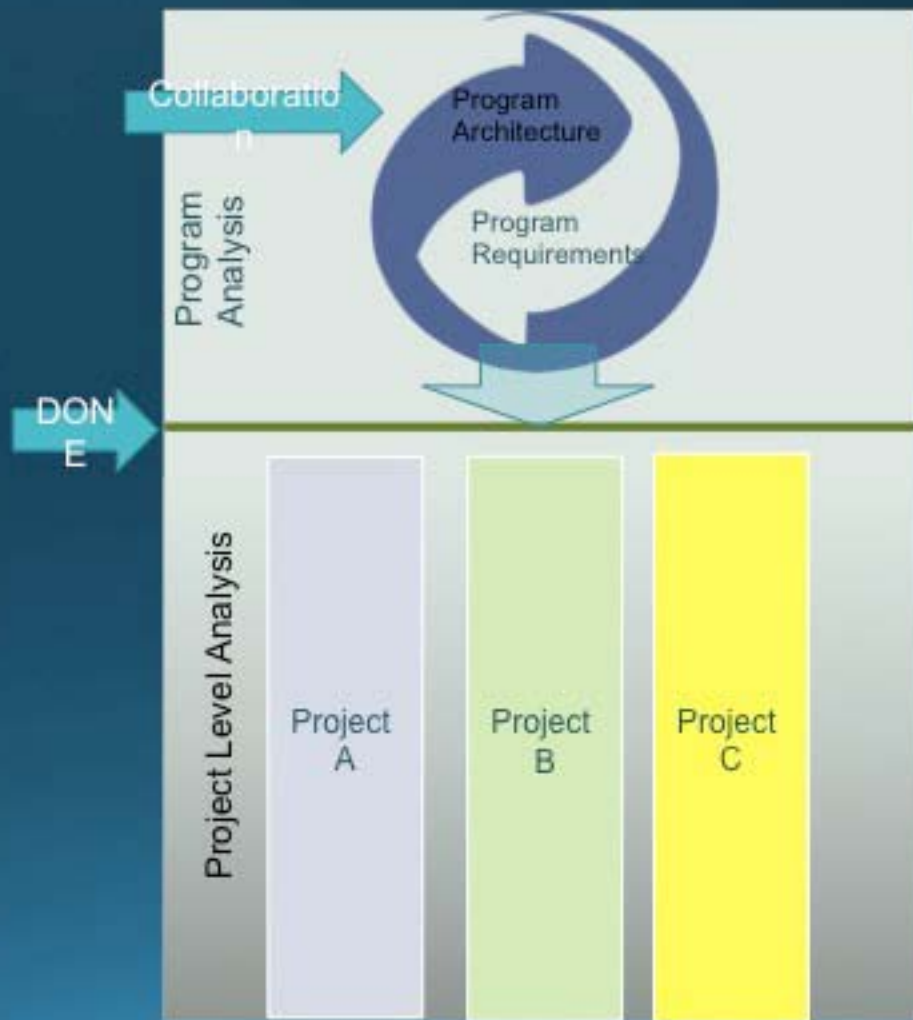 Collaboratio
n
Program
Architecture
Program
Requirements
Program
Analysis
DON
E
Project Level Analysis
Project
A
Project
B
Project
C